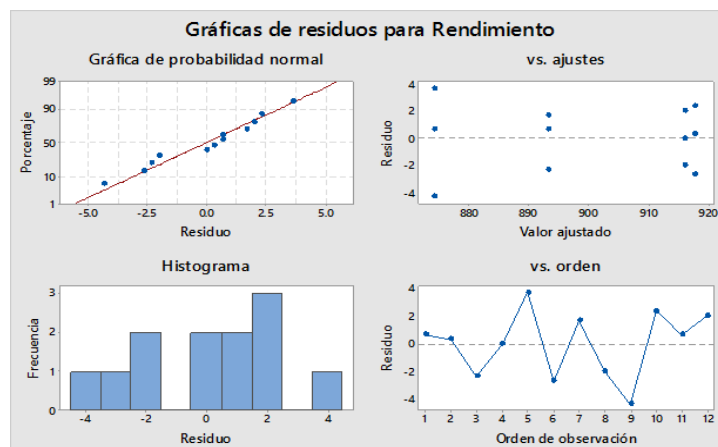 Gráficas de residuos para Rendimiento
Gráfica de probabilidad normal
99
90
50
10
1
Porcentaje
-5.0 -2.5 0.0 2.5 5.0
Residuo
vs. ajustes
4
2
0
-2
-4
Residuo
880 890 900 910 920
Valor ajustado
Histograma
3
2
1
0
Frecuencia
-4 -2 0 2 4
Residuo
vs. orden
4
2
0
-2
-4
Residuo
1 2 3 4 5 6 7 8 9 10 11 12
Orden de observación